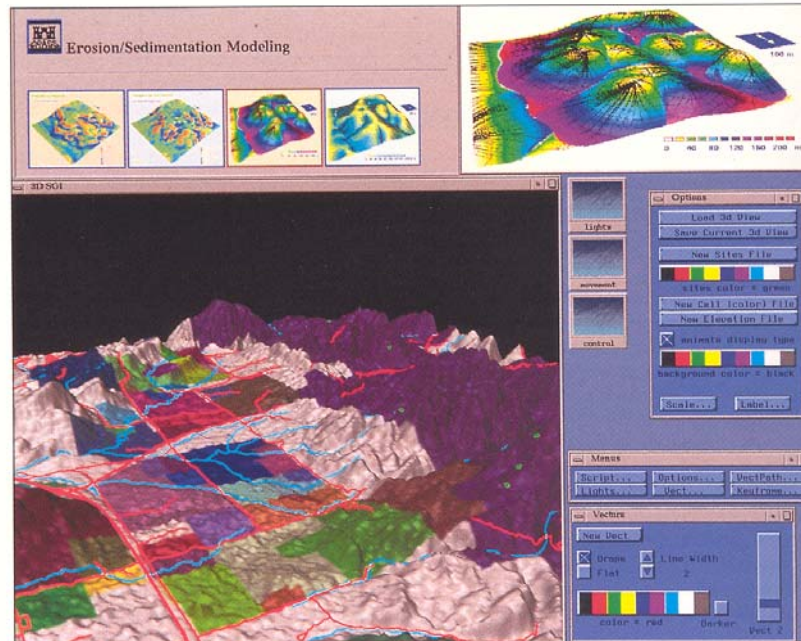 Erosion/Sedimentation Modeling
100 m
0 40 80 120 160 200 m
3D SGI
lights
movement
control
Options
Load 3d View
Save Current 3d View
New Sites File
sites color = green
New Cell (color) File
New Elevation File
animate display type
background color = black
Scale...
Label...
Menus
Script... Options... VectPath...
Lights... Vect... Keyframe...
Vectors
New Vect
Drape
Line Width
Flat
2
color = red
Darker
Vect 2